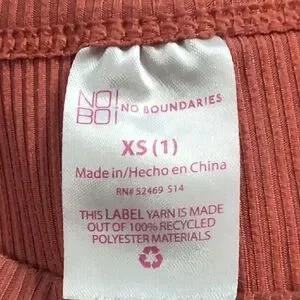 NO!
BO!
NO BOUNDARIES
XS (1)
Made in/Hecho en China
RN# 52469 S14
THIS LABEL YARN IS MADE
OUT OF 100% RECYCLED
POLYESTER MATERIALS